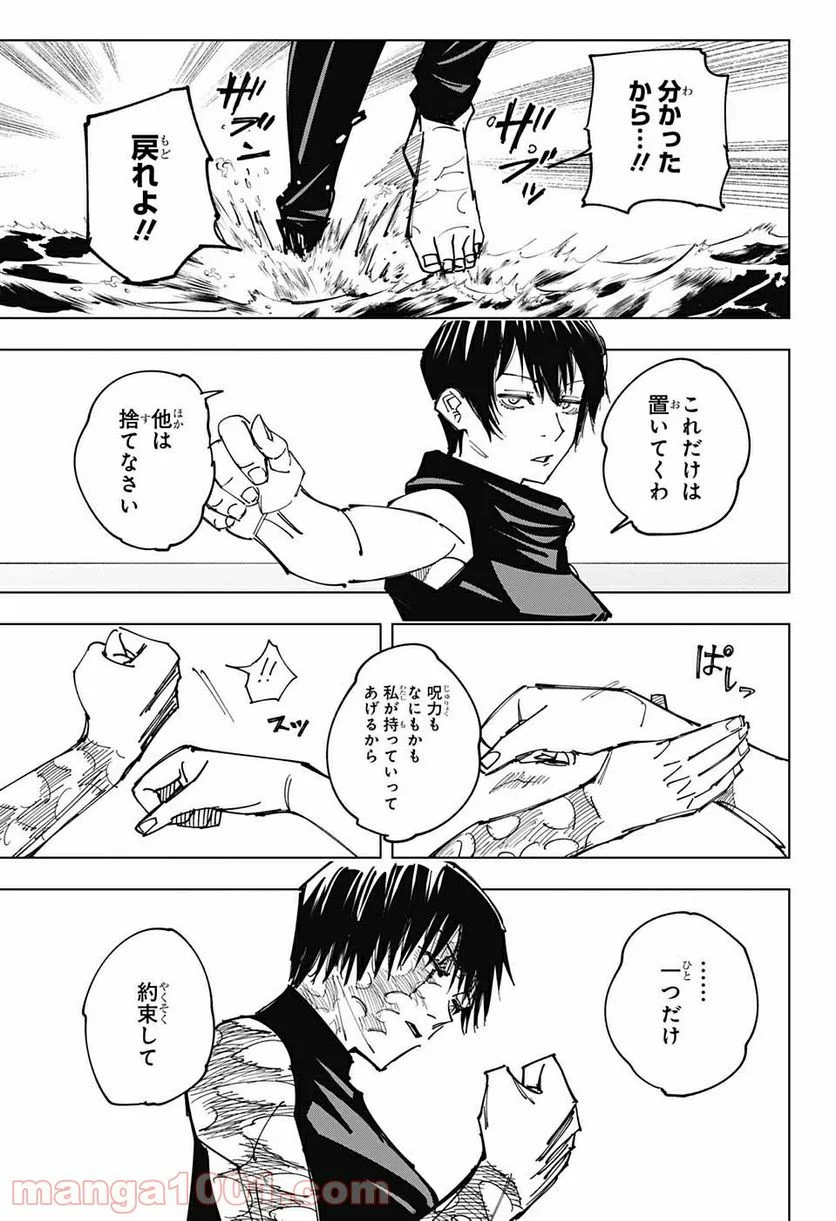 分かった
から…!!
ザブ
ザブン
戻れよ!!
これだけは
置いてくわ
他は
捨てなさい
ぱしっ
呪力も
なにもかも
私が持っていって
あげるから
!!
スッ
……
一つだけ
約束して
manga1001.com